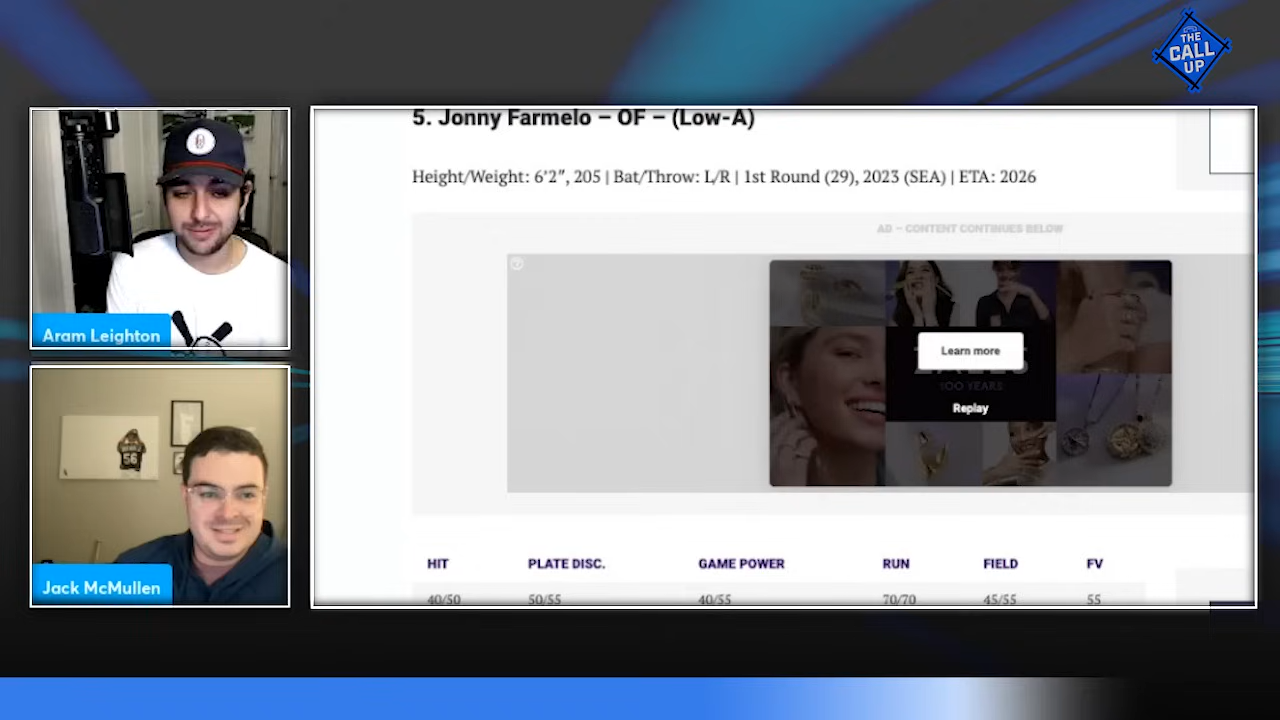 THE
CALL
UP
5. Jonny Farmelo – OF – (Low-A)
Height/Weight: 6'2″, 205 | Bat/Throw: L/R | 1st Round (29), 2023 (SEA) | ETA: 2026
AD – CONTENT CONTINUES BELOW
Learn more
100 YEARS
Replay
HIT PLATE DISC. GAME POWER RUN FIELD FV
40/50 50/55 40/55 70/70 45/55 55
Aram Leighton
56
Jack McMullen